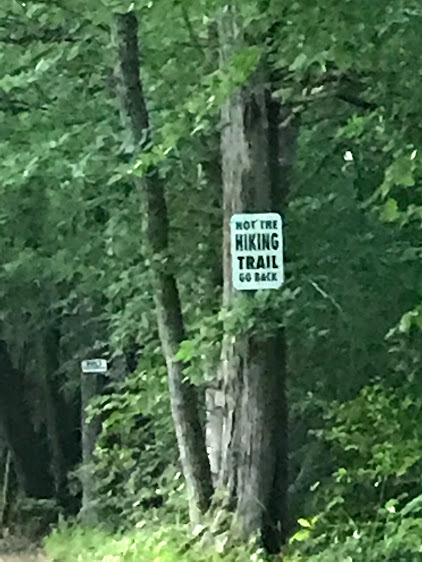 NOT THE
HIKING
TRAIL
GO BACK